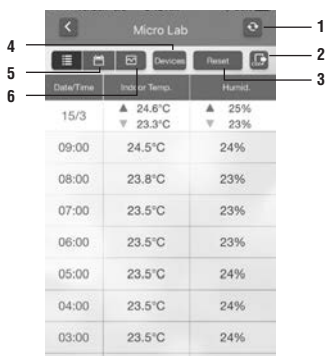 Micro Lab
1
4
Devices
Reset
2
5
6
3
Date/Time Indoor Temp. Humid.
15/3 ▲ 24.6°C ▲ 25%
▼ 23.3°C ▼ 23%
09:00 24.5°C 24%
08:00 23.8°C 23%
07:00 23.5°C 23%
06:00 23.5°C 23%
05:00 23.5°C 24%
04:00 23.5°C 24%
03:00 23.5°C 24%